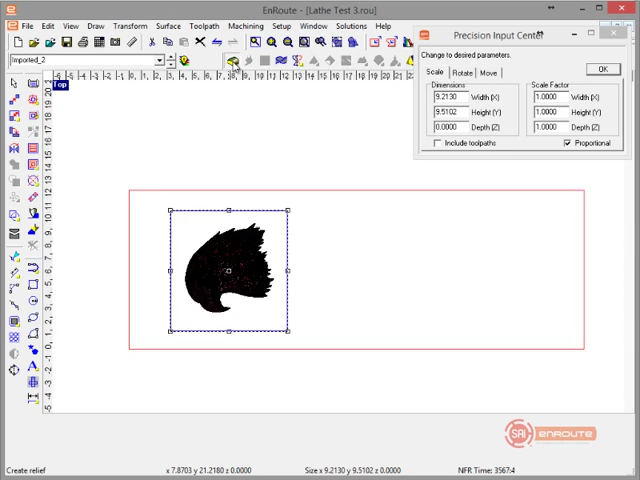 EnRoute - [Lathe Test 3.rou]
File Edit View Draw Transform Surface Toolpath Machining Setup Window Solutions
Imported_2
Top
Precision Input Center
Change to desired parameters.
OK
Scale Rotate Move
Dimensions
9.2130 Width (X)
9.5102 Height (Y)
0.0000 Depth (Z)
Scale Factor
1.0000 Width (X)
1.0000 Height (Y)
1.0000 Depth (Z)
Include toolpaths
Proportional
SAi ENROUTE
Create relief
x 7.8703 21.2180 ± 0.0000
Size x 9.2130 9.5102 ± 0.0000
NFR Time: 3567:4